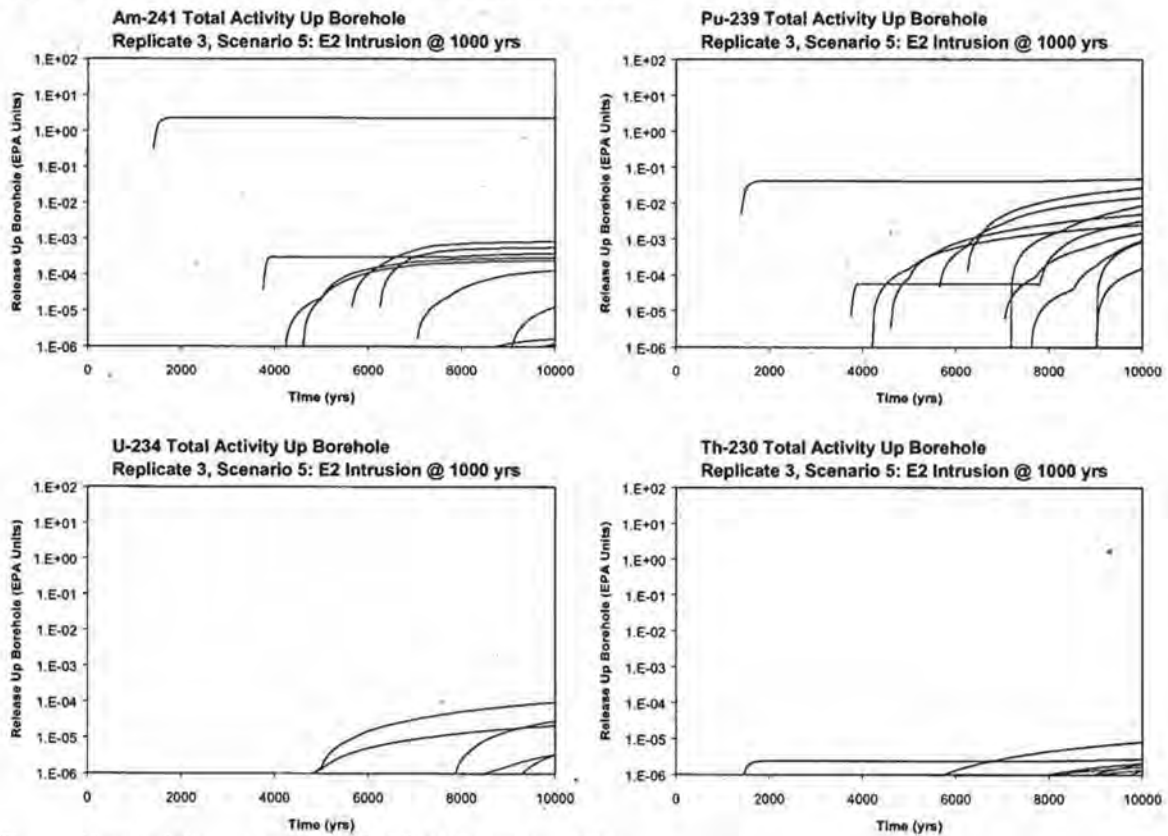 Am-241 Total Activity Up Borehole
Replicate 3, Scenario 5: E2 Intrusion @ 1000 yrs
Release Up Borehole (EPA Units)
1.E+02
1.E+01
1.E+00
1.E-01
1.E-02
1.E-03
1.E-04
1.E-05
1.E-06
0 2000 4000 6000 8000 10000
Time (yrs)
Pu-239 Total Activity Up Borehole
Replicate 3, Scenario 5: E2 Intrusion @ 1000 yrs
Release Up Borehole (EPA Units)
1.E+02
1.E+01
1.E+00
1.E-01
1.E-02
1.E-03
1.E-04
1.E-05
1.E-06
0 2000 4000 6000 8000 10000
Time (yrs)
U-234 Total Activity Up Borehole
Replicate 3, Scenario 5: E2 Intrusion @ 1000 yrs
Release Up Borehole (EPA Units)
1.E+02
1.E+01
1.E+00
1.E-01
1.E-02
1.E-03
1.E-04
1.E-05
1.E-06
0 2000 4000 6000 8000 10000
Time (yrs)
Th-230 Total Activity Up Borehole
Replicate 3, Scenario 5: E2 Intrusion @ 1000 yrs
Release Up Borehole (EPA Units)
1.E+02
1.E+01
1.E+00
1.E-01
1.E-02
1.E-03
1.E-04
1.E-05
1.E-06
0 2000 4000 6000 8000 10000
Time (yrs)